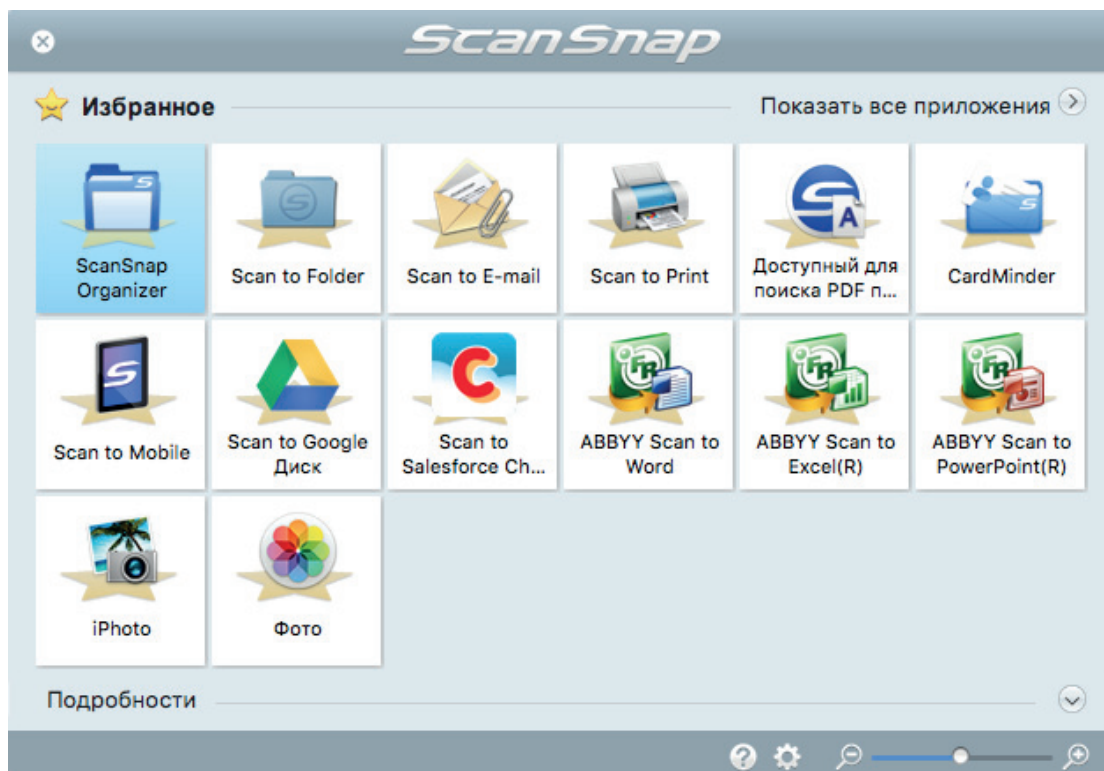 ScanSnap
Избранное
Показать все приложения
ScanSnap
Organizer
Scan to Folder
Scan to E-mail
Scan to Print
Доступный для
поиска PDF п...
CardMinder
Scan to Mobile
Scan to Google
Диск
Scan to
Salesforce Ch...
ABBYY Scan to
Word
ABBYY Scan to
Excel(R)
ABBYY Scan to
PowerPoint(R)
iPhoto
Фото
Подробности